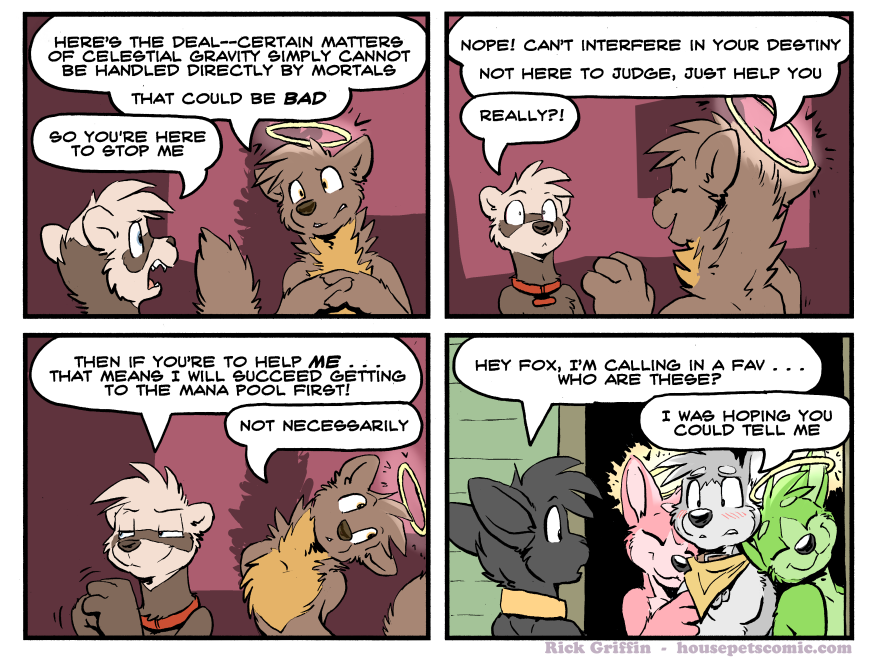 HERE'S THE DEAL--CERTAIN MATTERS
OF CELESTIAL GRAVITY SIMPLY CANNOT
BE HANDLED DIRECTLY BY MORTALS
THAT COULD BE BAD
SO YOU'RE HERE
TO STOP ME
NOPE! CAN'T INTERFERE IN YOUR DESTINY
NOT HERE TO JUDGE, JUST HELP YOU
REALLY?!
THEN IF YOU'RE TO HELP ME . . .
THAT MEANS I WILL SUCCEED GETTING
TO THE MANA POOL FIRST!
NOT NECESSARILY
HEY FOX, I'M CALLING IN A FAV . . .
WHO ARE THESE?
I WAS HOPING YOU
COULD TELL ME
Rick Griffin - housepetscomic.com